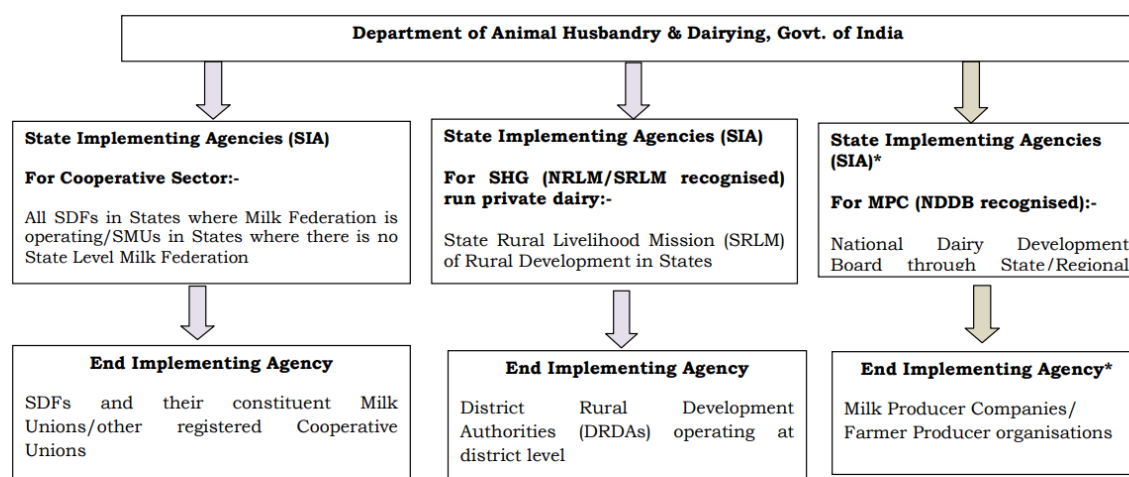 Department of Animal Husbandry & Dairying, Govt. of India
State Implementing Agencies (SIA)
For Cooperative Sector:-
All SDFs in States where Milk Federation is
operating/SMUs in States where there is no
State Level Milk Federation
State Implementing Agencies (SIA)
For SHG (NRLM/SRLM recognised)
run private dairy:-
State Rural Livelihood Mission (SRLM)
of Rural Development in States
State Implementing Agencies
(SIA)*
For MPC (NDDB recognised):-
National Dairy Development
Board through State/Regional
End Implementing Agency
SDFs and their constituent Milk
Unions/other registered Cooperative
Unions
End Implementing Agency
District Rural Development
Authorities (DRDAs) operating at
district level
End Implementing Agency*
Milk Producer Companies/
Farmer Producer organisations